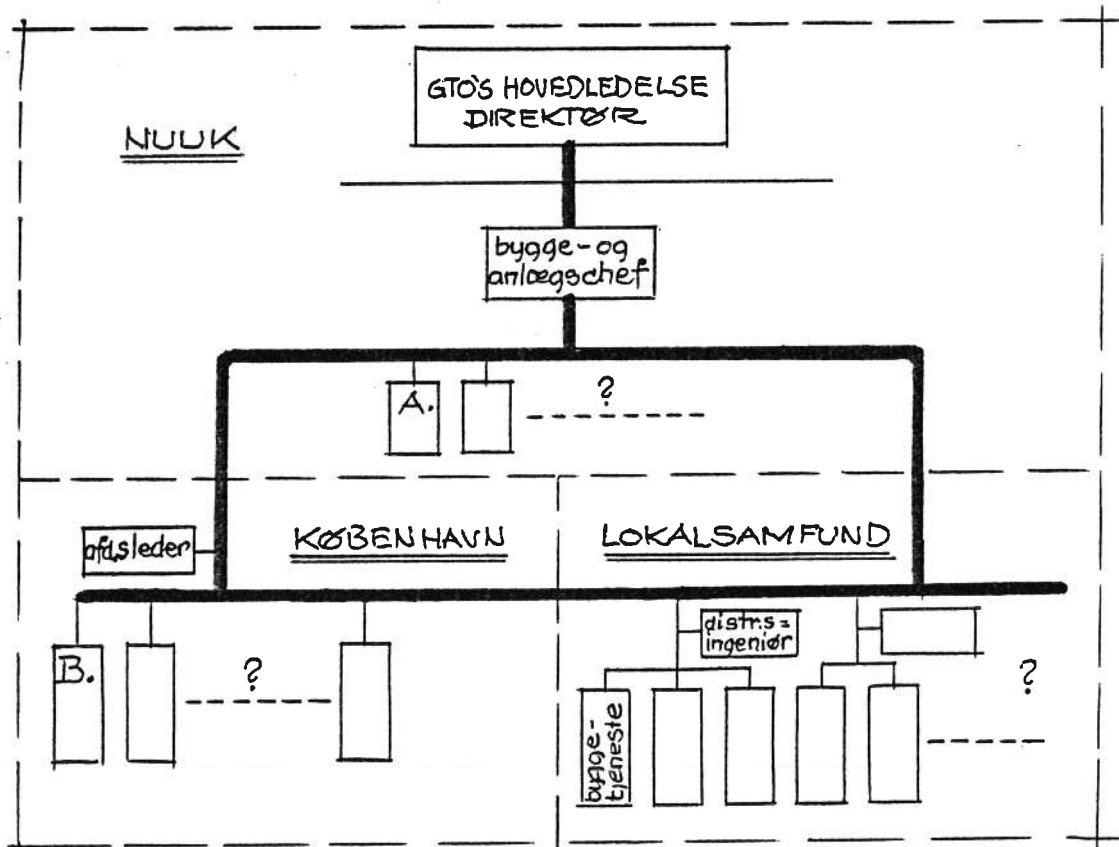 GTO'S HOVEDLEDELSE
DIREKTØR
NUUK
bygge-og
anlægschef
A.
?
afd.sleder
KØBENHAVN
LOKALSAMFUND
distr.s=
ingeniør
B.
?
?
bygge-
tjeneste